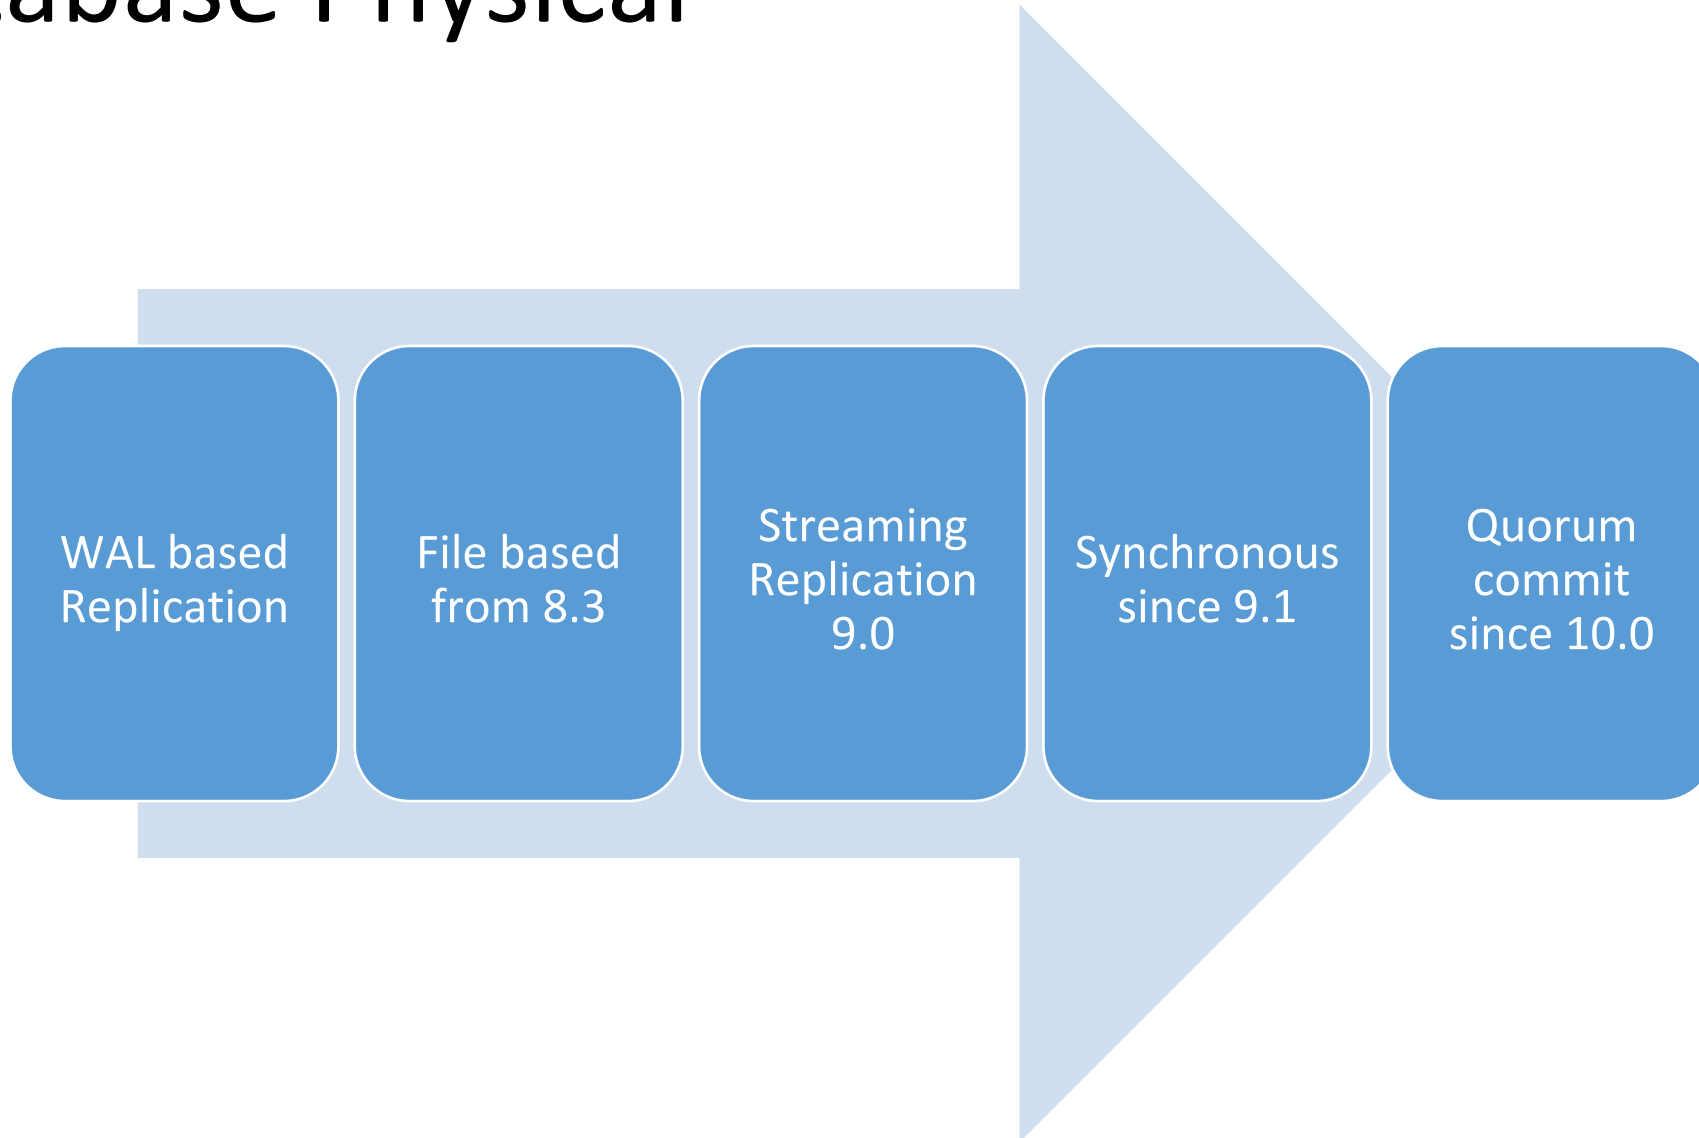 Physical
WAL based
Replication
File based
from 8.3
Streaming
Replication
9.0
Synchronous
since 9.1
Quorum
commit
since 10.0